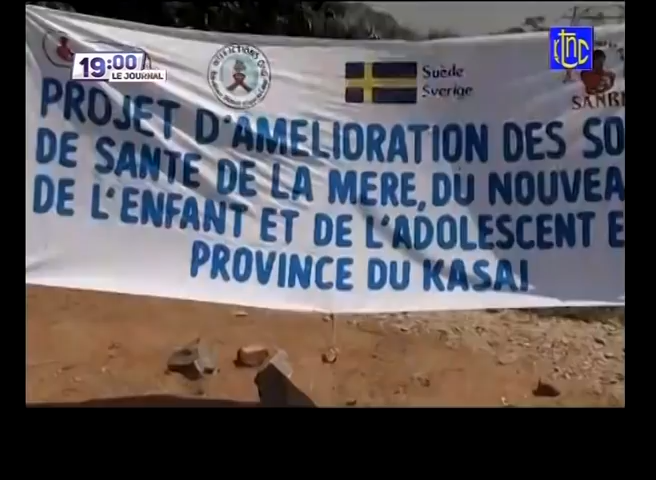 19:00
LE JOURNAL
rtnc
Suède
Sverige
PROJET D'AMELIORATION DES SO
DE SANTE DE LA MERE, DU NOUVEA
DE L'ENFANT ET DE L'ADOLESCENT E
PROVINCE DU KASAI